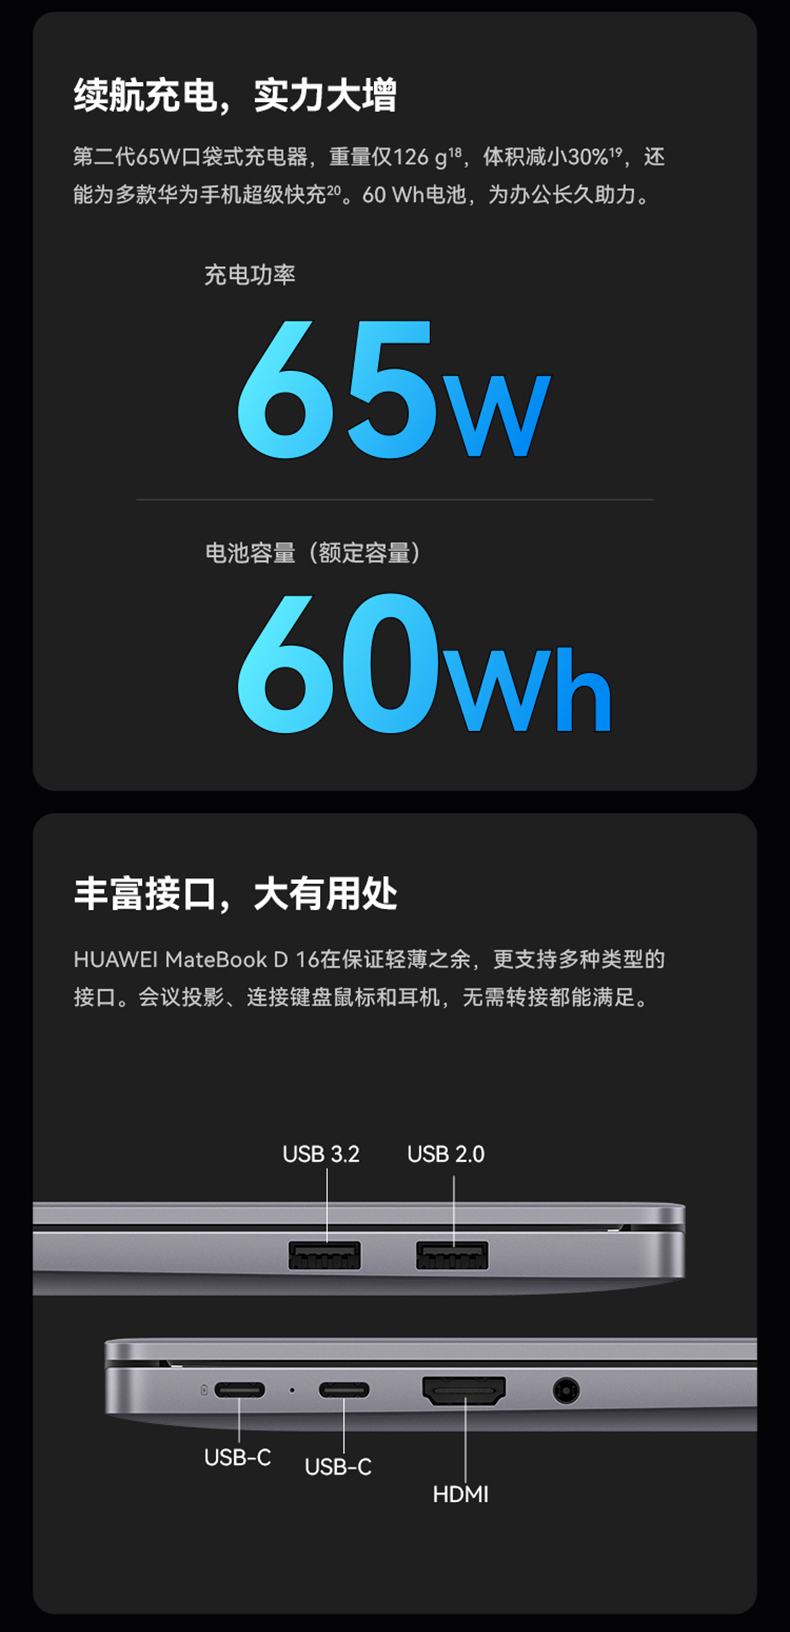 续航充电，实力大增
第二代65W口袋式充电器，重量仅126 g¹⁸，体积减小30%¹⁹，还
能为多款华为手机超级快充²⁰。60 Wh电池，为办公长久助力。
充电功率
65W
电池容量（额定容量）
60Wh
丰富接口，大有用处
HUAWEI MateBook D 16在保证轻薄之余，更支持多种类型的
接口。会议投影、连接键盘鼠标和耳机，无需转接都能满足。
USB 3.2
USB 2.0
USB-C
USB-C
HDMI